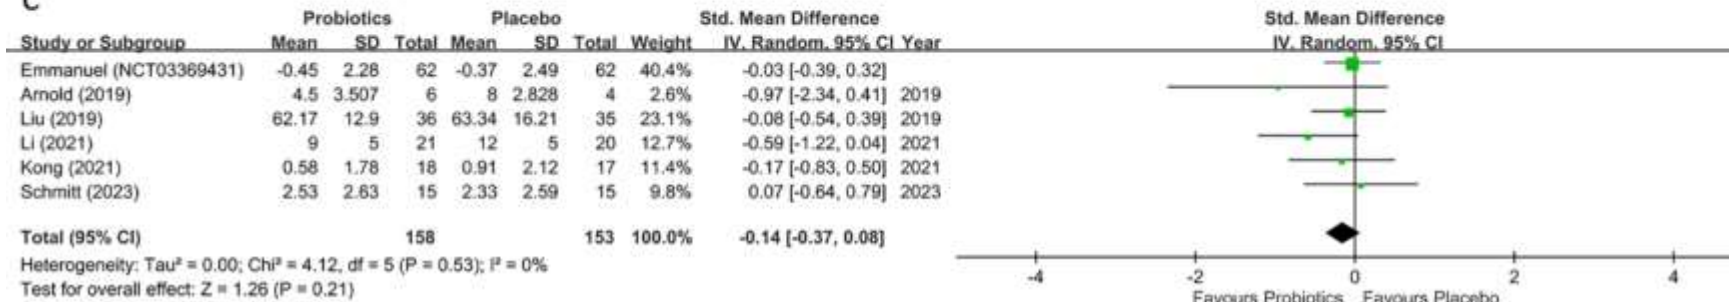 C
Probiotics Placebo Std. Mean Difference Std. Mean Difference
Study or Subgroup Mean SD Total Mean SD Total Weight IV, Random, 95% CI Year IV, Random, 95% CI
Emmanuel (NCT03369431) -0.45 2.28 62 -0.37 2.49 62 40.4% -0.03 [-0.39, 0.32]
Arnold (2019) 4.5 3.507 6 8 2.828 4 2.6% -0.97 [-2.34, 0.41] 2019
Liu (2019) 62.17 12.9 36 63.34 16.21 35 23.1% -0.08 [-0.54, 0.39] 2019
Li (2021) 9 5 21 12 5 20 12.7% -0.59 [-1.22, 0.04] 2021
Kong (2021) 0.58 1.78 18 0.91 2.12 17 11.4% -0.17 [-0.83, 0.50] 2021
Schmitt (2023) 2.53 2.63 15 2.33 2.59 15 9.8% 0.07 [-0.64, 0.79] 2023
Total (95% CI) 158 153 100.0% -0.14 [-0.37, 0.08]
Heterogeneity: Tau² = 0.00; Chi² = 4.12, df = 5 (P = 0.53); I² = 0%
Test for overall effect: Z = 1.26 (P = 0.21)
-4 -2 0 2 4
Favours Probiotics Favours Placebo